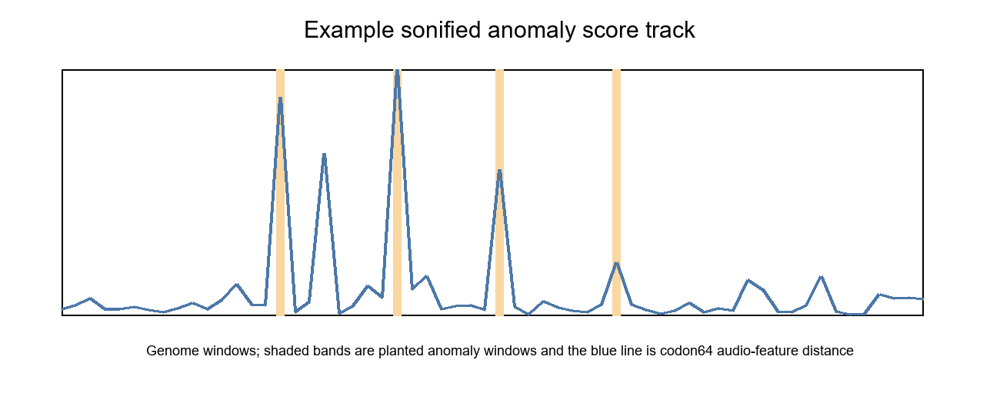 Example sonified anomaly score track
Genome windows; shaded bands are planted anomaly windows and the blue line is codon64 audio-feature distance